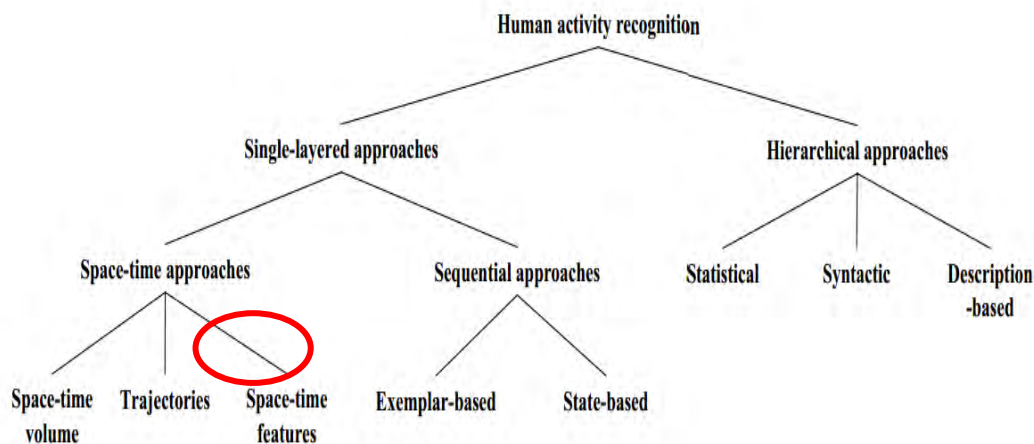 Human activity recognition
Single-layered approaches
Hierarchical approaches
Space-time approaches
Sequential approaches
Statistical
Syntactic
Description
-based
Space-time
volume
Trajectories
Space-time
features
Exemplar-based
State-based